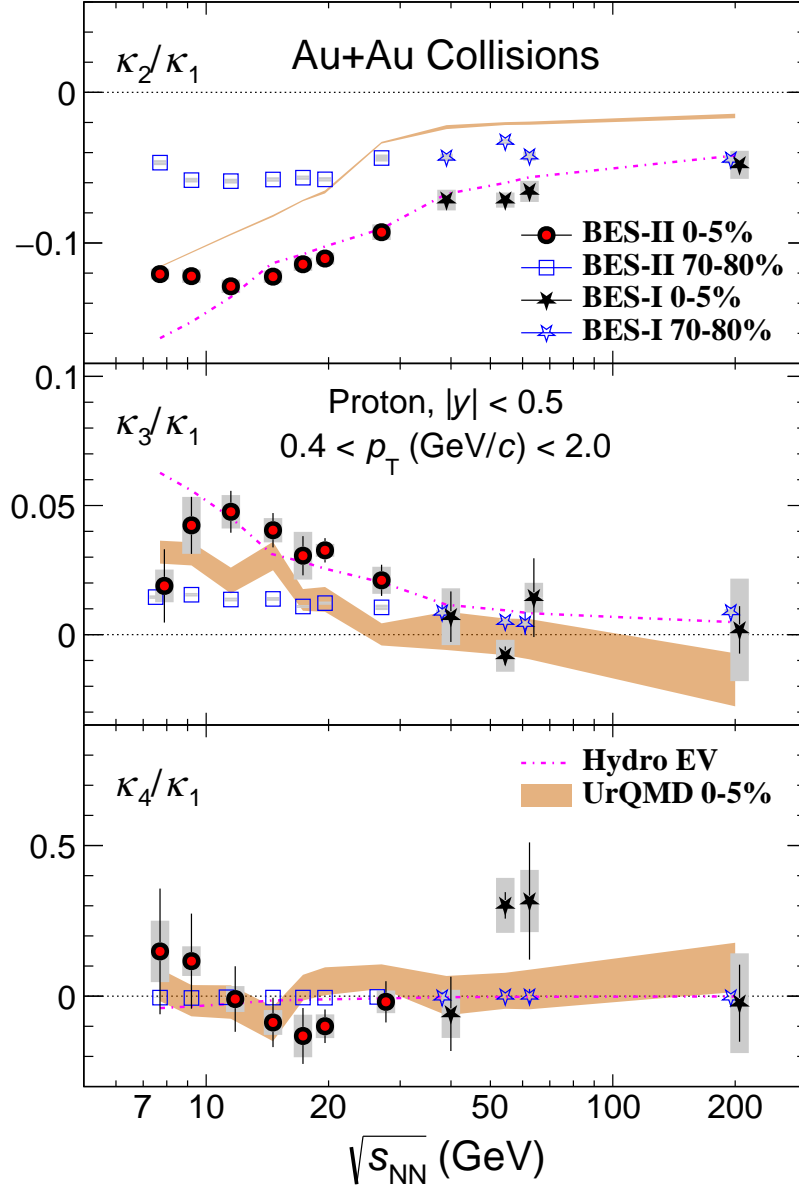 κ2/κ1 Au+Au Collisions
0
−0.1
BES-II 0-5%
BES-II 70-80%
BES-I 0-5%
BES-I 70-80%
0.1
κ3/κ1 Proton, |y| < 0.5
0.4 < pT (GeV/c) < 2.0
0.05
0
κ4/κ1 Hydro EV
UrQMD 0-5%
0.5
0
7 10 20 50 100 200
√sNN (GeV)